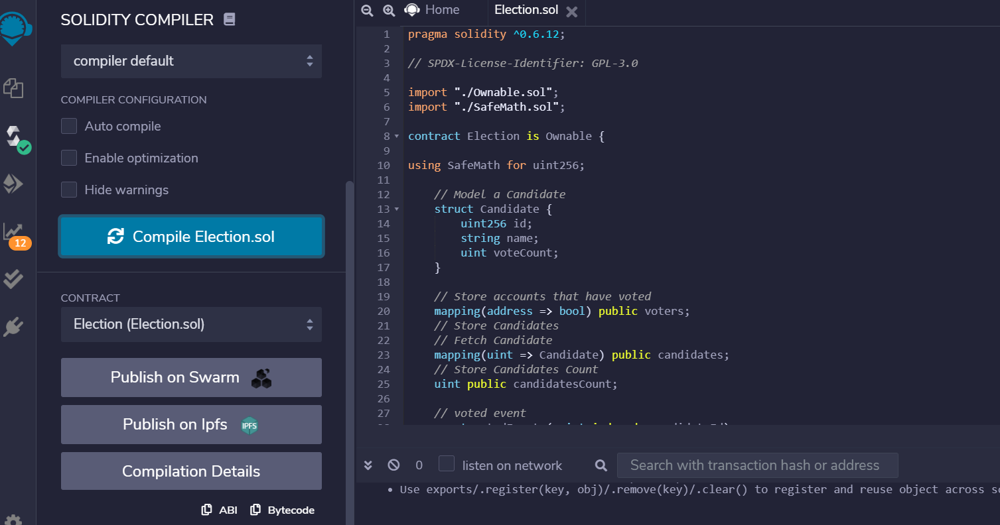 SOLIDITY COMPILER
compiler default
COMPILER CONFIGURATION
Auto compile
Enable optimization
Hide warnings
Compile Election.sol
12
CONTRACT
Election (Election.sol)
Publish on Swarm
Publish on Ipfs
IPFS
Compilation Details
ABI Bytecode
Home Election.sol
1 pragma solidity ^0.6.12;
2
3 // SPDX-License-Identifier: GPL-3.0
4
5 import "./Ownable.sol";
6 import "./SafeMath.sol";
7
8 contract Election is Ownable {
9
10 using SafeMath for uint256;
11
12 // Model a Candidate
13 struct Candidate {
14 uint256 id;
15 string name;
16 uint voteCount;
17 }
18
19 // Store accounts that have voted
20 mapping(address => bool) public voters;
21 // Store Candidates
22 // Fetch Candidate
23 mapping(uint => Candidate) public candidates;
24 // Store Candidates Count
25 uint public candidatesCount;
26
27 // voted event
0 listen on network Search with transaction hash or address
• Use exports/.register(key, obj)/.remove(key)/.clear() to register and reuse object across